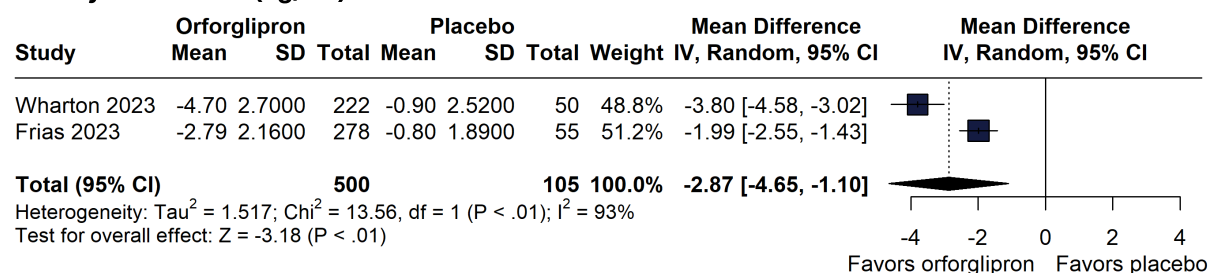 Orforglipron Placebo Mean Difference Mean Difference
Study Mean SD Total Mean SD Total Weight IV, Random, 95% CI IV, Random, 95% CI
Wharton 2023 -4.70 2.7000 222 -0.90 2.5200 50 48.8% -3.80 [-4.58, -3.02]
Frias 2023 -2.79 2.1600 278 -0.80 1.8900 55 51.2% -1.99 [-2.55, -1.43]
Total (95% CI) 500 105 100.0% -2.87 [-4.65, -1.10]
Heterogeneity: Tau² = 1.517; Chi² = 13.56, df = 1 (P < .01); I² = 93%
Test for overall effect: Z = -3.18 (P < .01)
-4 -2 0 2 4
Favors orforglipron Favors placebo